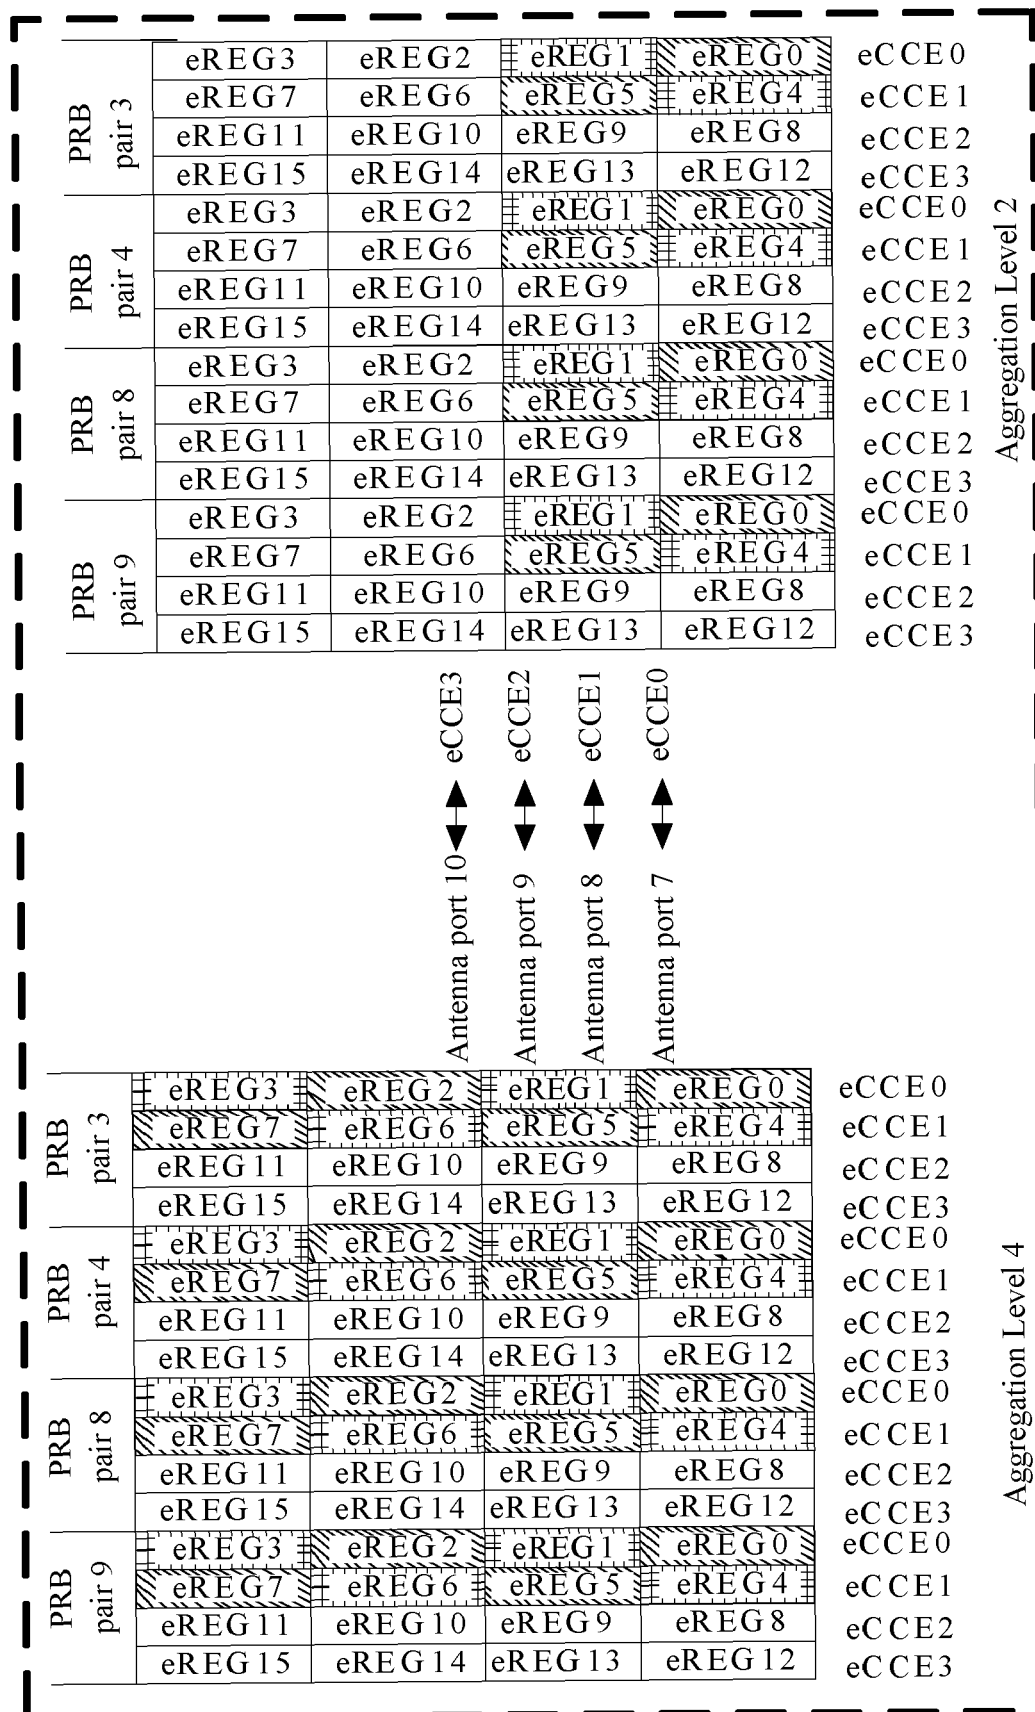 PRB pair 3
eREG3 eREG2 eREG1 eREG0 eCCE0
eREG7 eREG6 eREG5 eREG4 eCCE1
eREG11 eREG10 eREG9 eREG8 eCCE2
eREG15 eREG14 eREG13 eREG12 eCCE3
PRB pair 4
eREG3 eREG2 eREG1 eREG0 eCCE0
eREG7 eREG6 eREG5 eREG4 eCCE1
eREG11 eREG10 eREG9 eREG8 eCCE2
eREG15 eREG14 eREG13 eREG12 eCCE3
PRB pair 8
eREG3 eREG2 eREG1 eREG0 eCCE0
eREG7 eREG6 eREG5 eREG4 eCCE1
eREG11 eREG10 eREG9 eREG8 eCCE2
eREG15 eREG14 eREG13 eREG12 eCCE3
PRB pair 9
eREG3 eREG2 eREG1 eREG0 eCCE0
eREG7 eREG6 eREG5 eREG4 eCCE1
eREG11 eREG10 eREG9 eREG8 eCCE2
eREG15 eREG14 eREG13 eREG12 eCCE3
Aggregation Level 2
Antenna port 10 eCCE3
Antenna port 9 eCCE2
Antenna port 8 eCCE1
Antenna port 7 eCCE0
PRB pair 3
eREG3 eREG2 eREG1 eREG0 eCCE0
eREG7 eREG6 eREG5 eREG4 eCCE1
eREG11 eREG10 eREG9 eREG8 eCCE2
eREG15 eREG14 eREG13 eREG12 eCCE3
PRB pair 4
eREG3 eREG2 eREG1 eREG0 eCCE0
eREG7 eREG6 eREG5 eREG4 eCCE1
eREG11 eREG10 eREG9 eREG8 eCCE2
eREG15 eREG14 eREG13 eREG12 eCCE3
PRB pair 8
eREG3 eREG2 eREG1 eREG0 eCCE0
eREG7 eREG6 eREG5 eREG4 eCCE1
eREG11 eREG10 eREG9 eREG8 eCCE2
eREG15 eREG14 eREG13 eREG12 eCCE3
PRB pair 9
eREG3 eREG2 eREG1 eREG0 eCCE0
eREG7 eREG6 eREG5 eREG4 eCCE1
eREG11 eREG10 eREG9 eREG8 eCCE2
eREG15 eREG14 eREG13 eREG12 eCCE3
Aggregation Level 4